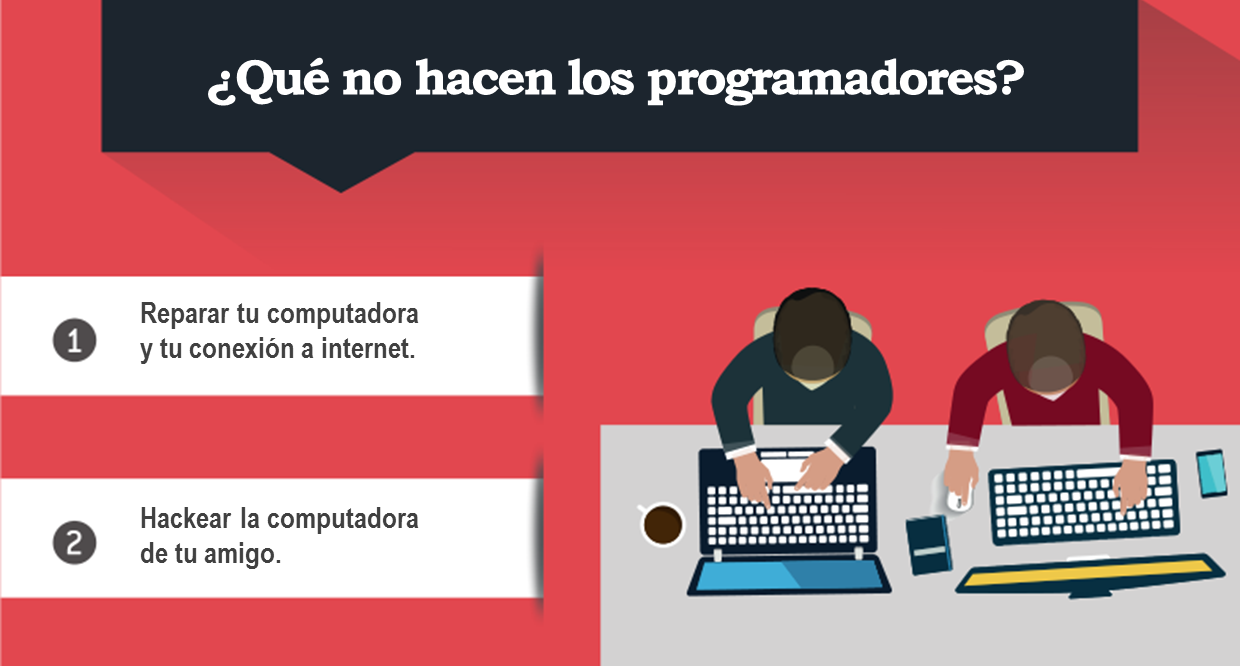 ¿Qué no hacen los programadores?
1
Reparar tu computadora
y tu conexión a internet.
2
Hackear la computadora
de tu amigo.